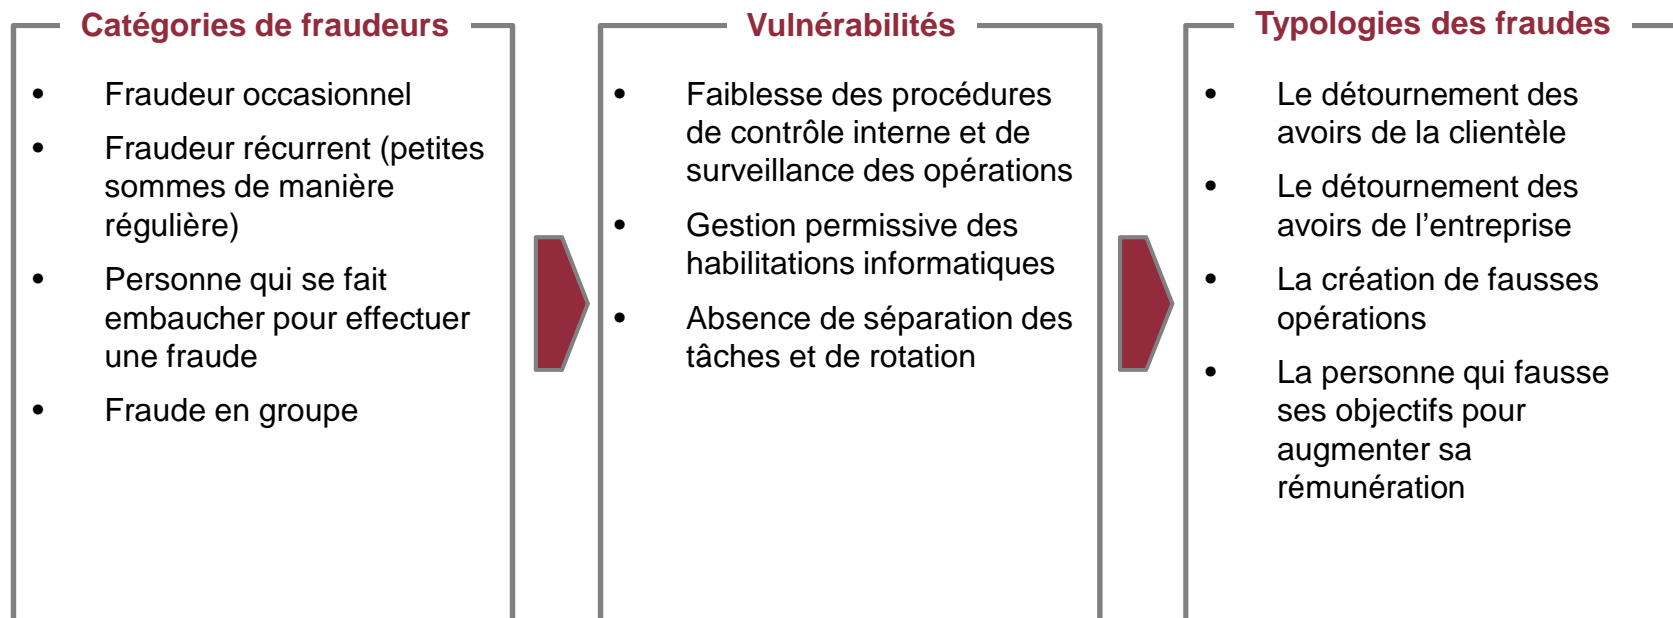 Catégories de fraudeurs
• Fraudeur occasionnel
• Fraudeur récurrent (petites
sommes de manière
régulière)
• Personne qui se fait
embaucher pour effectuer
une fraude
• Fraude en groupe
Vulnérabilités
• Faiblesse des procédures
de contrôle interne et de
surveillance des opérations
• Gestion permissive des
habilitations informatiques
• Absence de séparation des
tâches et de rotation
Typologies des fraudes
• Le détournement des
avoirs de la clientèle
• Le détournement des
avoirs de l’entreprise
• La création de fausses
opérations
• La personne qui fausse
ses objectifs pour
augmenter sa
rémunération